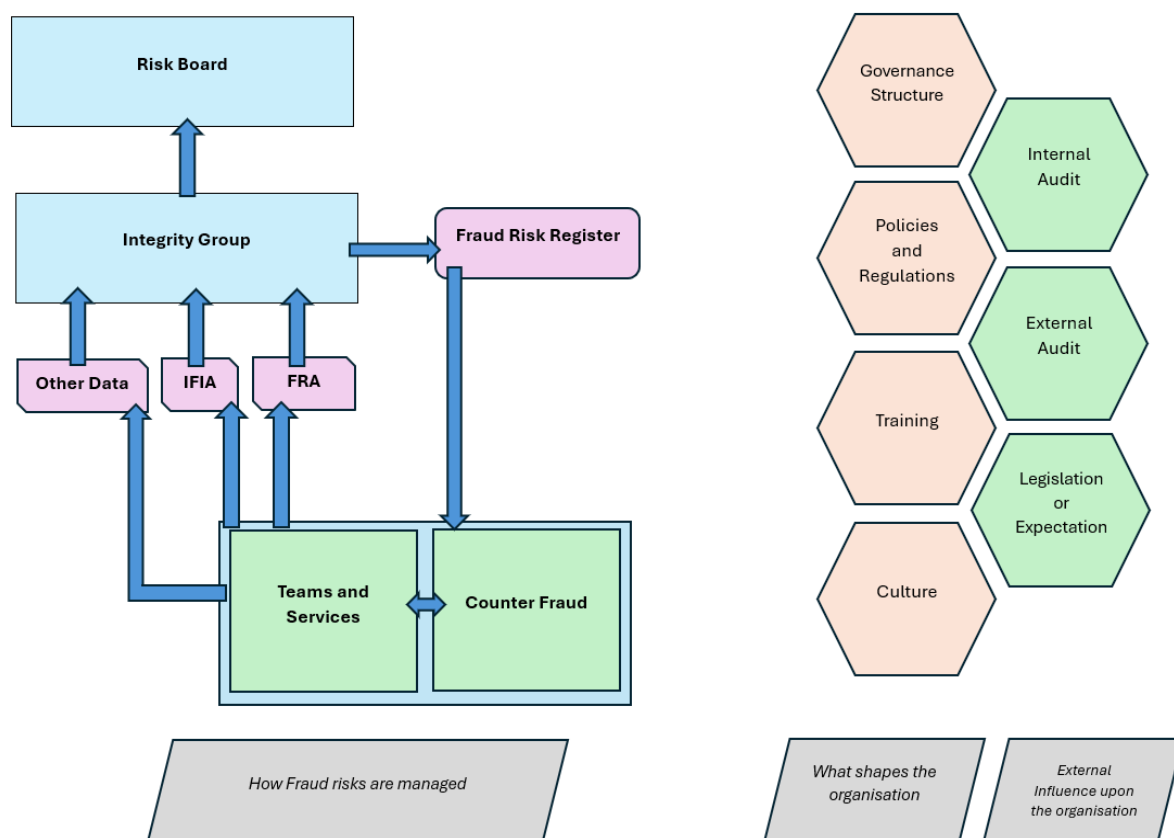 Risk Board
Integrity Group
Fraud Risk Register
Other Data
IFIA
FRA
Teams and
Services
Counter Fraud
How Fraud risks are managed
Governance
Structure
Internal
Audit
Policies
and
Regulations
External
Audit
Training
Legislation
or
Expectation
Culture
What shapes the
organisation
External
Influence upon
the organisation